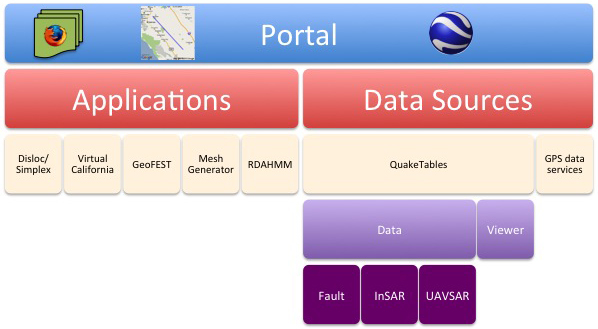 Portal
Applications
Data Sources
Disloc/
Simplex
Virtual
California
GeoFEST
Mesh
Generator
RDAHMM
QuakeTables
GPS data
services
Data
Viewer
Fault
InSAR
UAVSAR